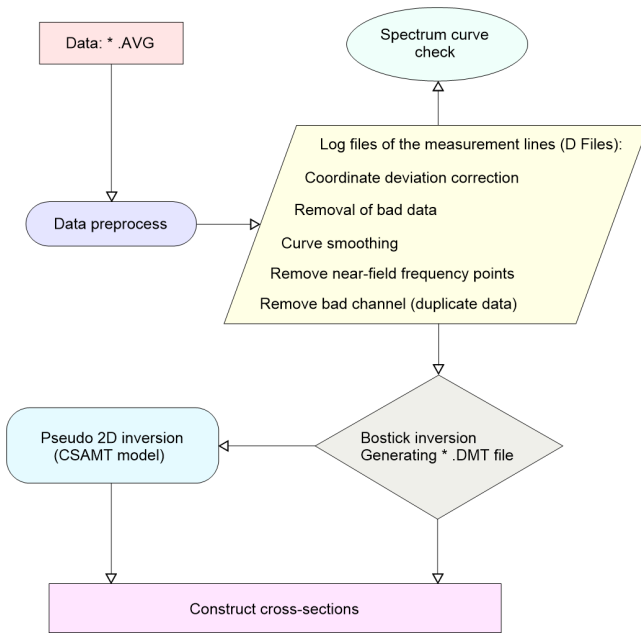 Data: * .AVG
Spectrum curve
check
Data preprocess
Log files of the measurement lines (D Files):
Coordinate deviation correction
Removal of bad data
Curve smoothing
Remove near-field frequency points
Remove bad channel (duplicate data)
Pseudo 2D inversion
(CSAMT model)
Bostick inversion
Generating * .DMT file
Construct cross-sections